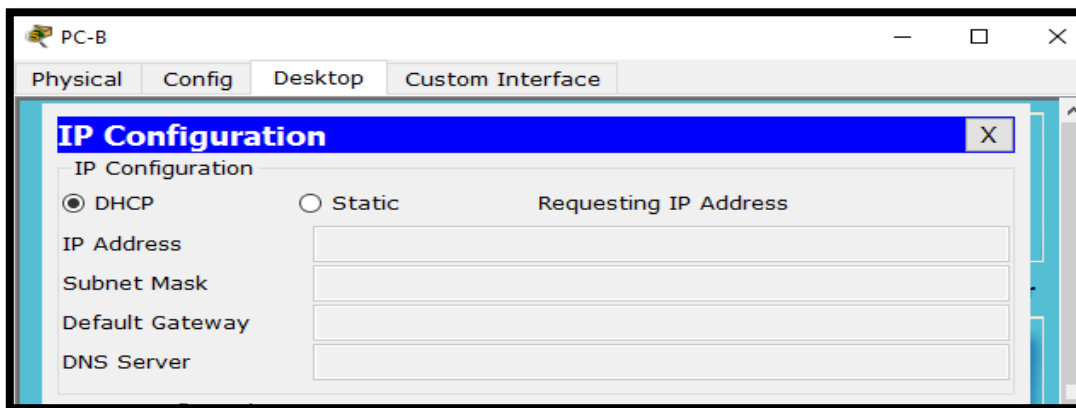 PC-B
Physical Config Desktop Custom Interface
IP Configuration X
IP Configuration
DHCP Static Requesting IP Address
IP Address
Subnet Mask
Default Gateway
DNS Server